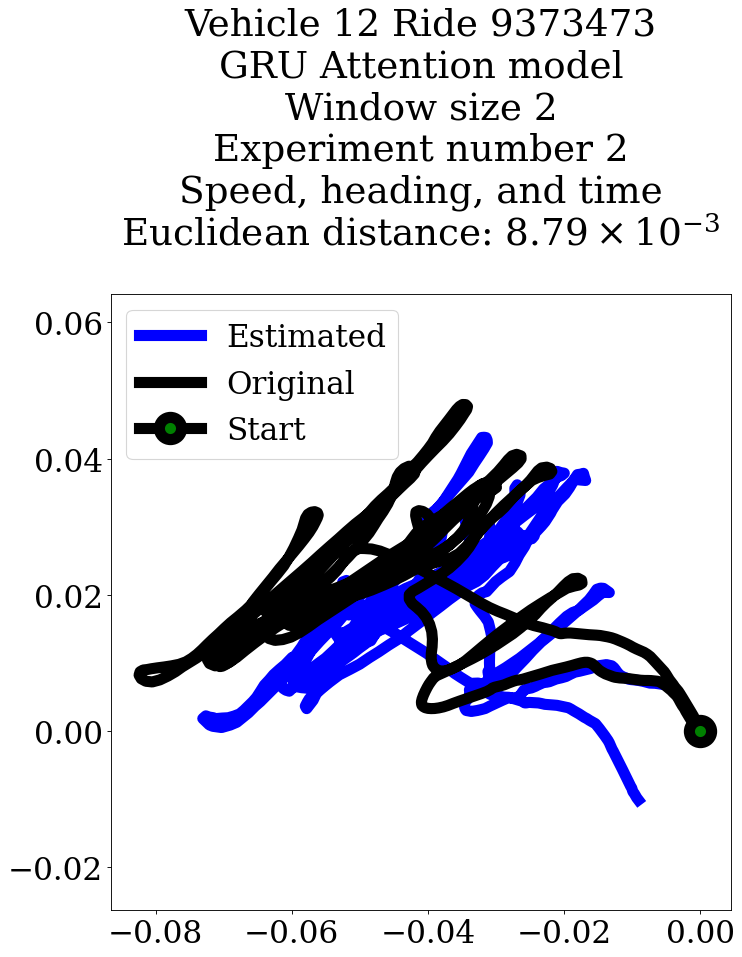 Vehicle 12 Ride 9373473
GRU Attention model
Window size 2
Experiment number 2
Speed, heading, and time
Euclidean distance: 8.79 × 10⁻³
0.06
0.04
0.02
0.00
−0.02
Estimated
Original
Start
−0.08 −0.06 −0.04 −0.02 0.00